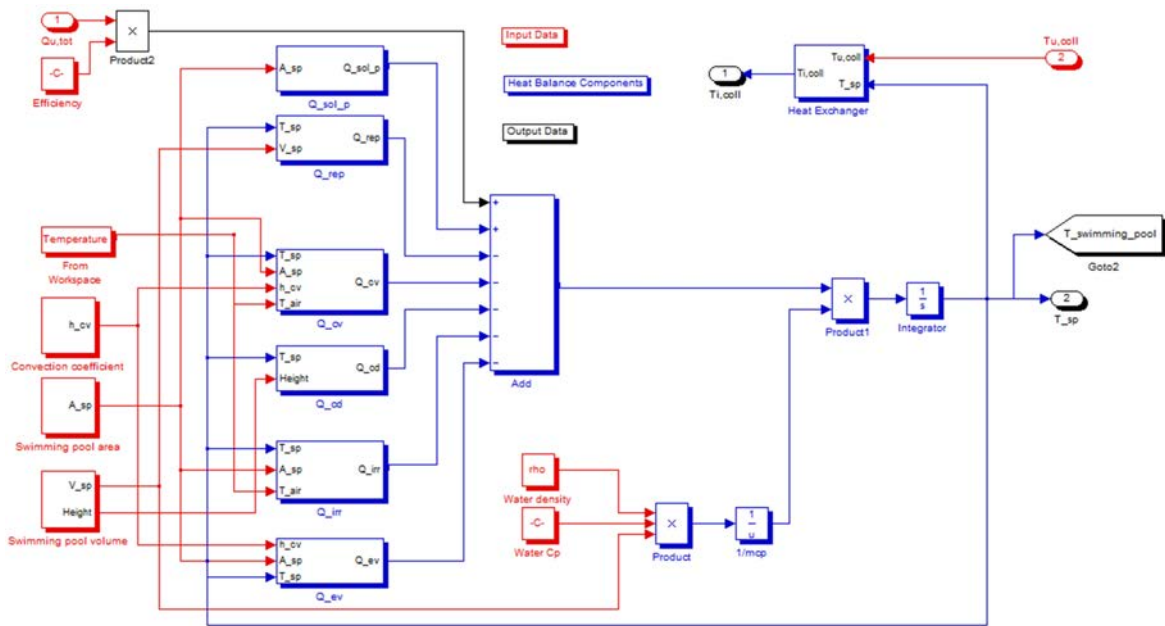 1
Qu,tot
×
Product2
-C-
Efficiency
Input Data
Heat Balance Components
Output Data
A_sp
Q_sol_p
Q_sol_p
T_sp
V_sp
Q_rep
Q_rep
Temperature
From
Workspace
T_sp
A_sp
h_cv
T_air
Q_cv
Q_cv
h_cv
Convection coefficient
T_sp
Height
Q_cd
Q_cd
A_sp
Swimming pool area
T_sp
A_sp
T_air
Q_irr
Q_irr
V_sp
Height
Swimming pool volume
h_cv
A_sp
T_sp
Q_ev
Q_ev
+
+
−
−
−
−
−
Add
rho
Water density
-C-
Water Cp
×
Product
1
u
1/mcp
×
Product1
1
s
Integrator
1
Ti,coll
Ti,coll
Tu,coll
T_sp
Heat Exchanger
Tu,coll
2
T_swimming_pool
Goto2
2
T_sp